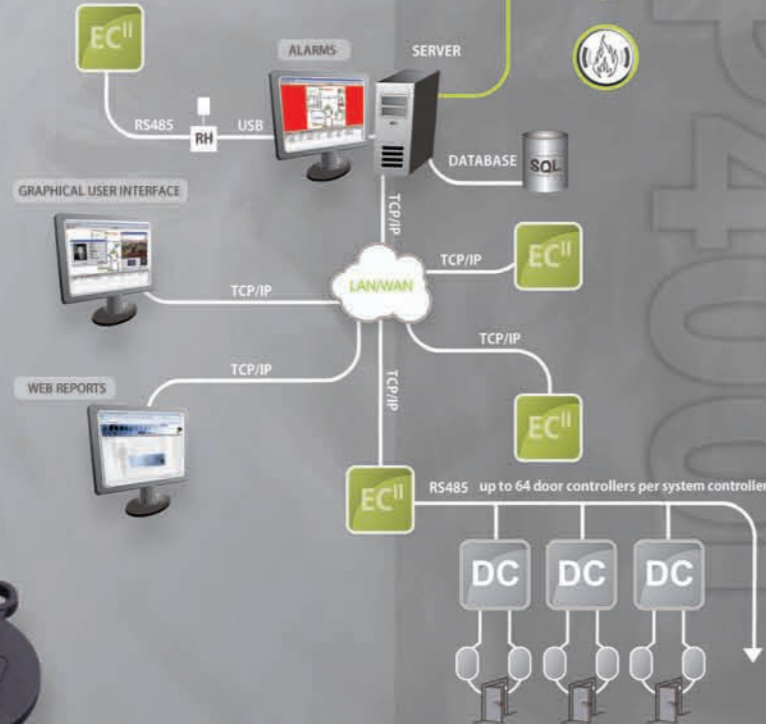 EC II
ALARMS
SERVER
RS485
RH
USB
DATABASE
SQL
GRAPHICAL USER INTERFACE
TCP/IP
TCP/IP
EC II
LAN/WAN
TCP/IP
TCP/IP
TCP/IP
WEB REPORTS
TCP/IP
EC II
EC II
RS485 up to 64 door controllers per system controller
DC
DC
DC